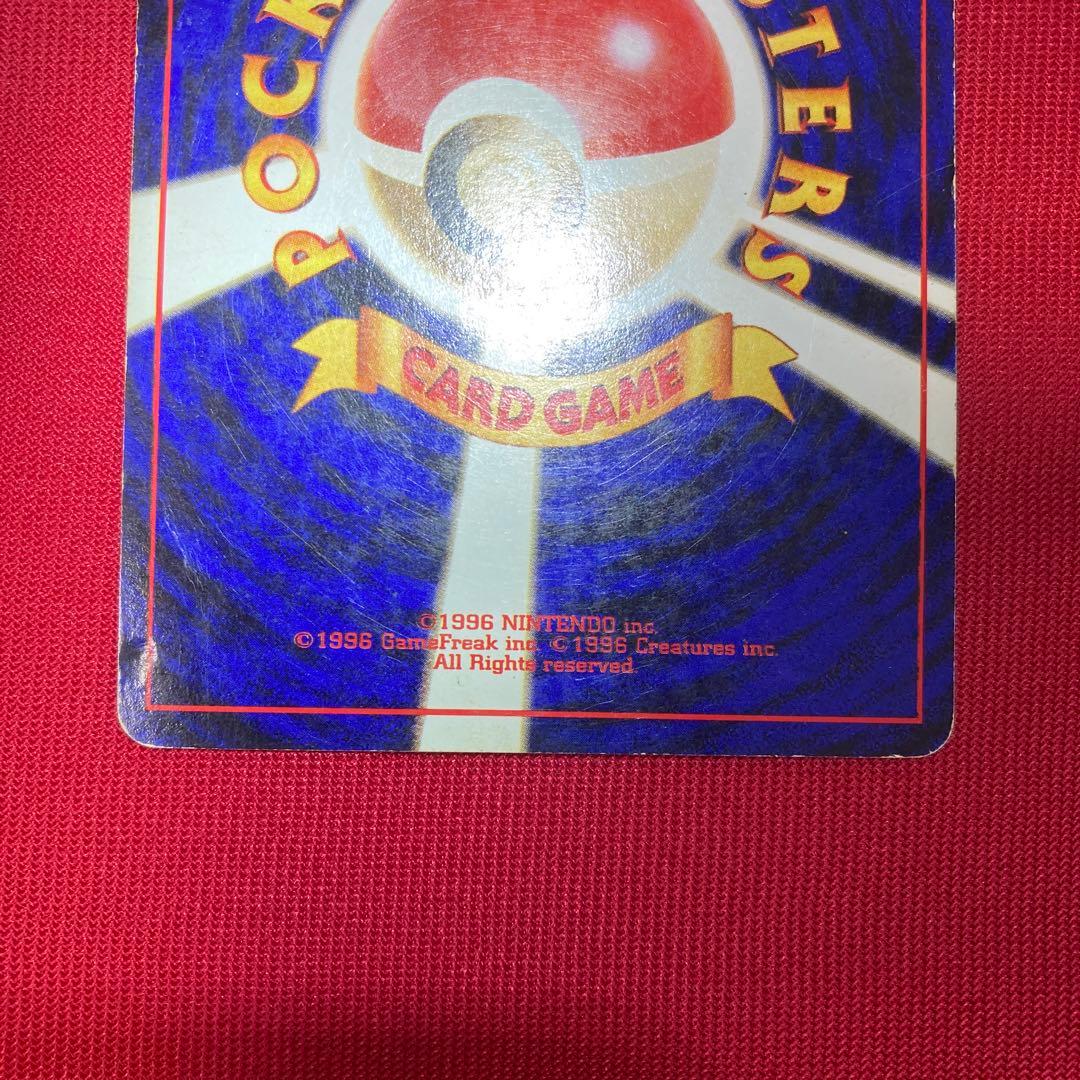 POCK
TERS
CARD GAME
©1996 NINTENDO inc.
©1996 GameFreak inc. ©1996 Creatures inc.
All Rights reserved.